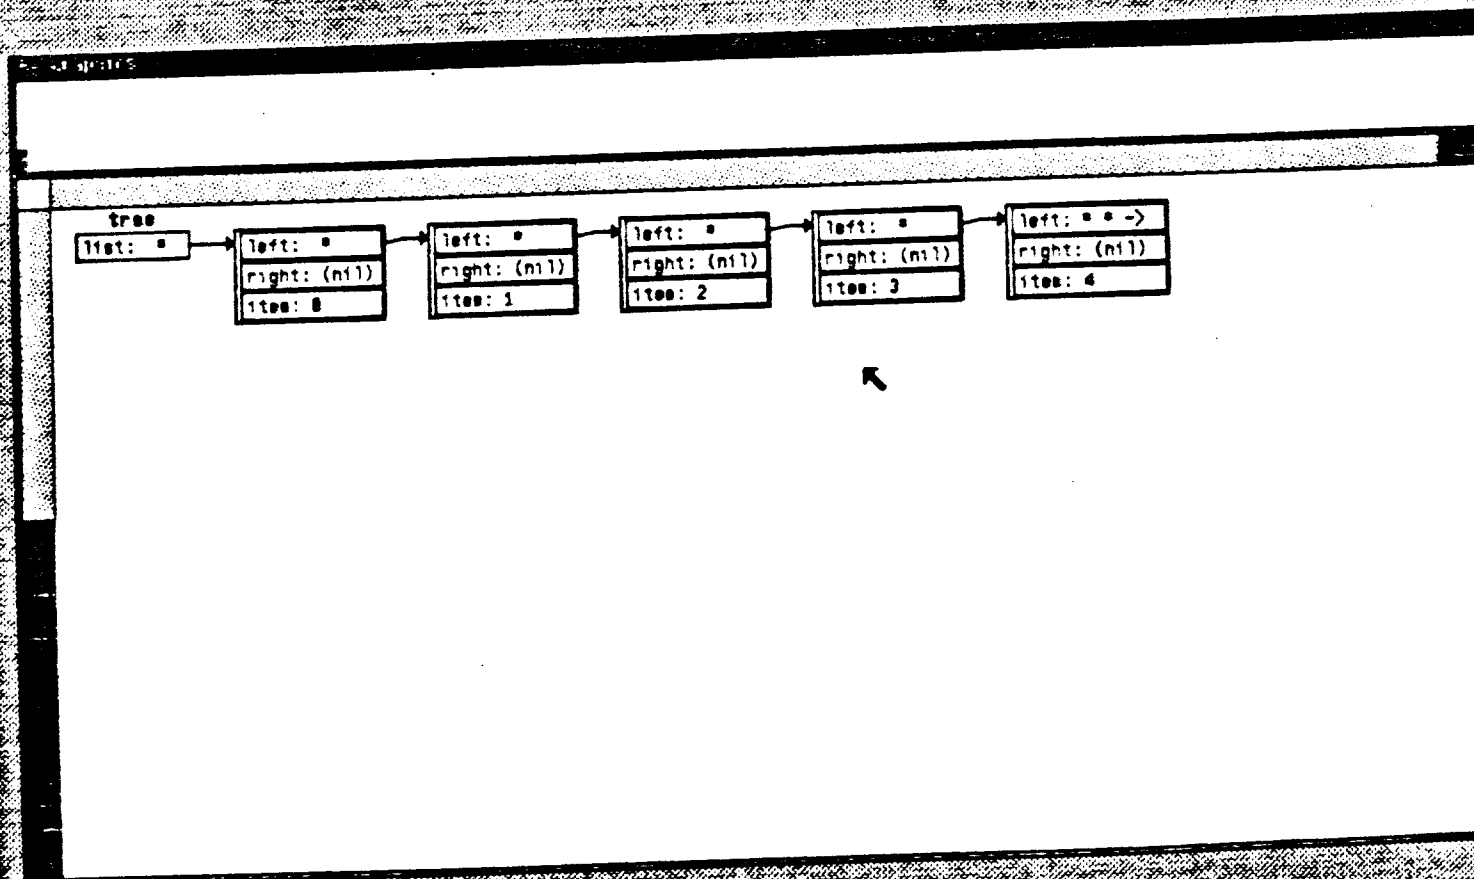 tree
list: *
left: *
right: (nil)
item: 0
left: *
right: (nil)
item: 1
left: *
right: (nil)
item: 2
left: *
right: (nil)
item: 3
left: * * ->
right: (nil)
item: 4